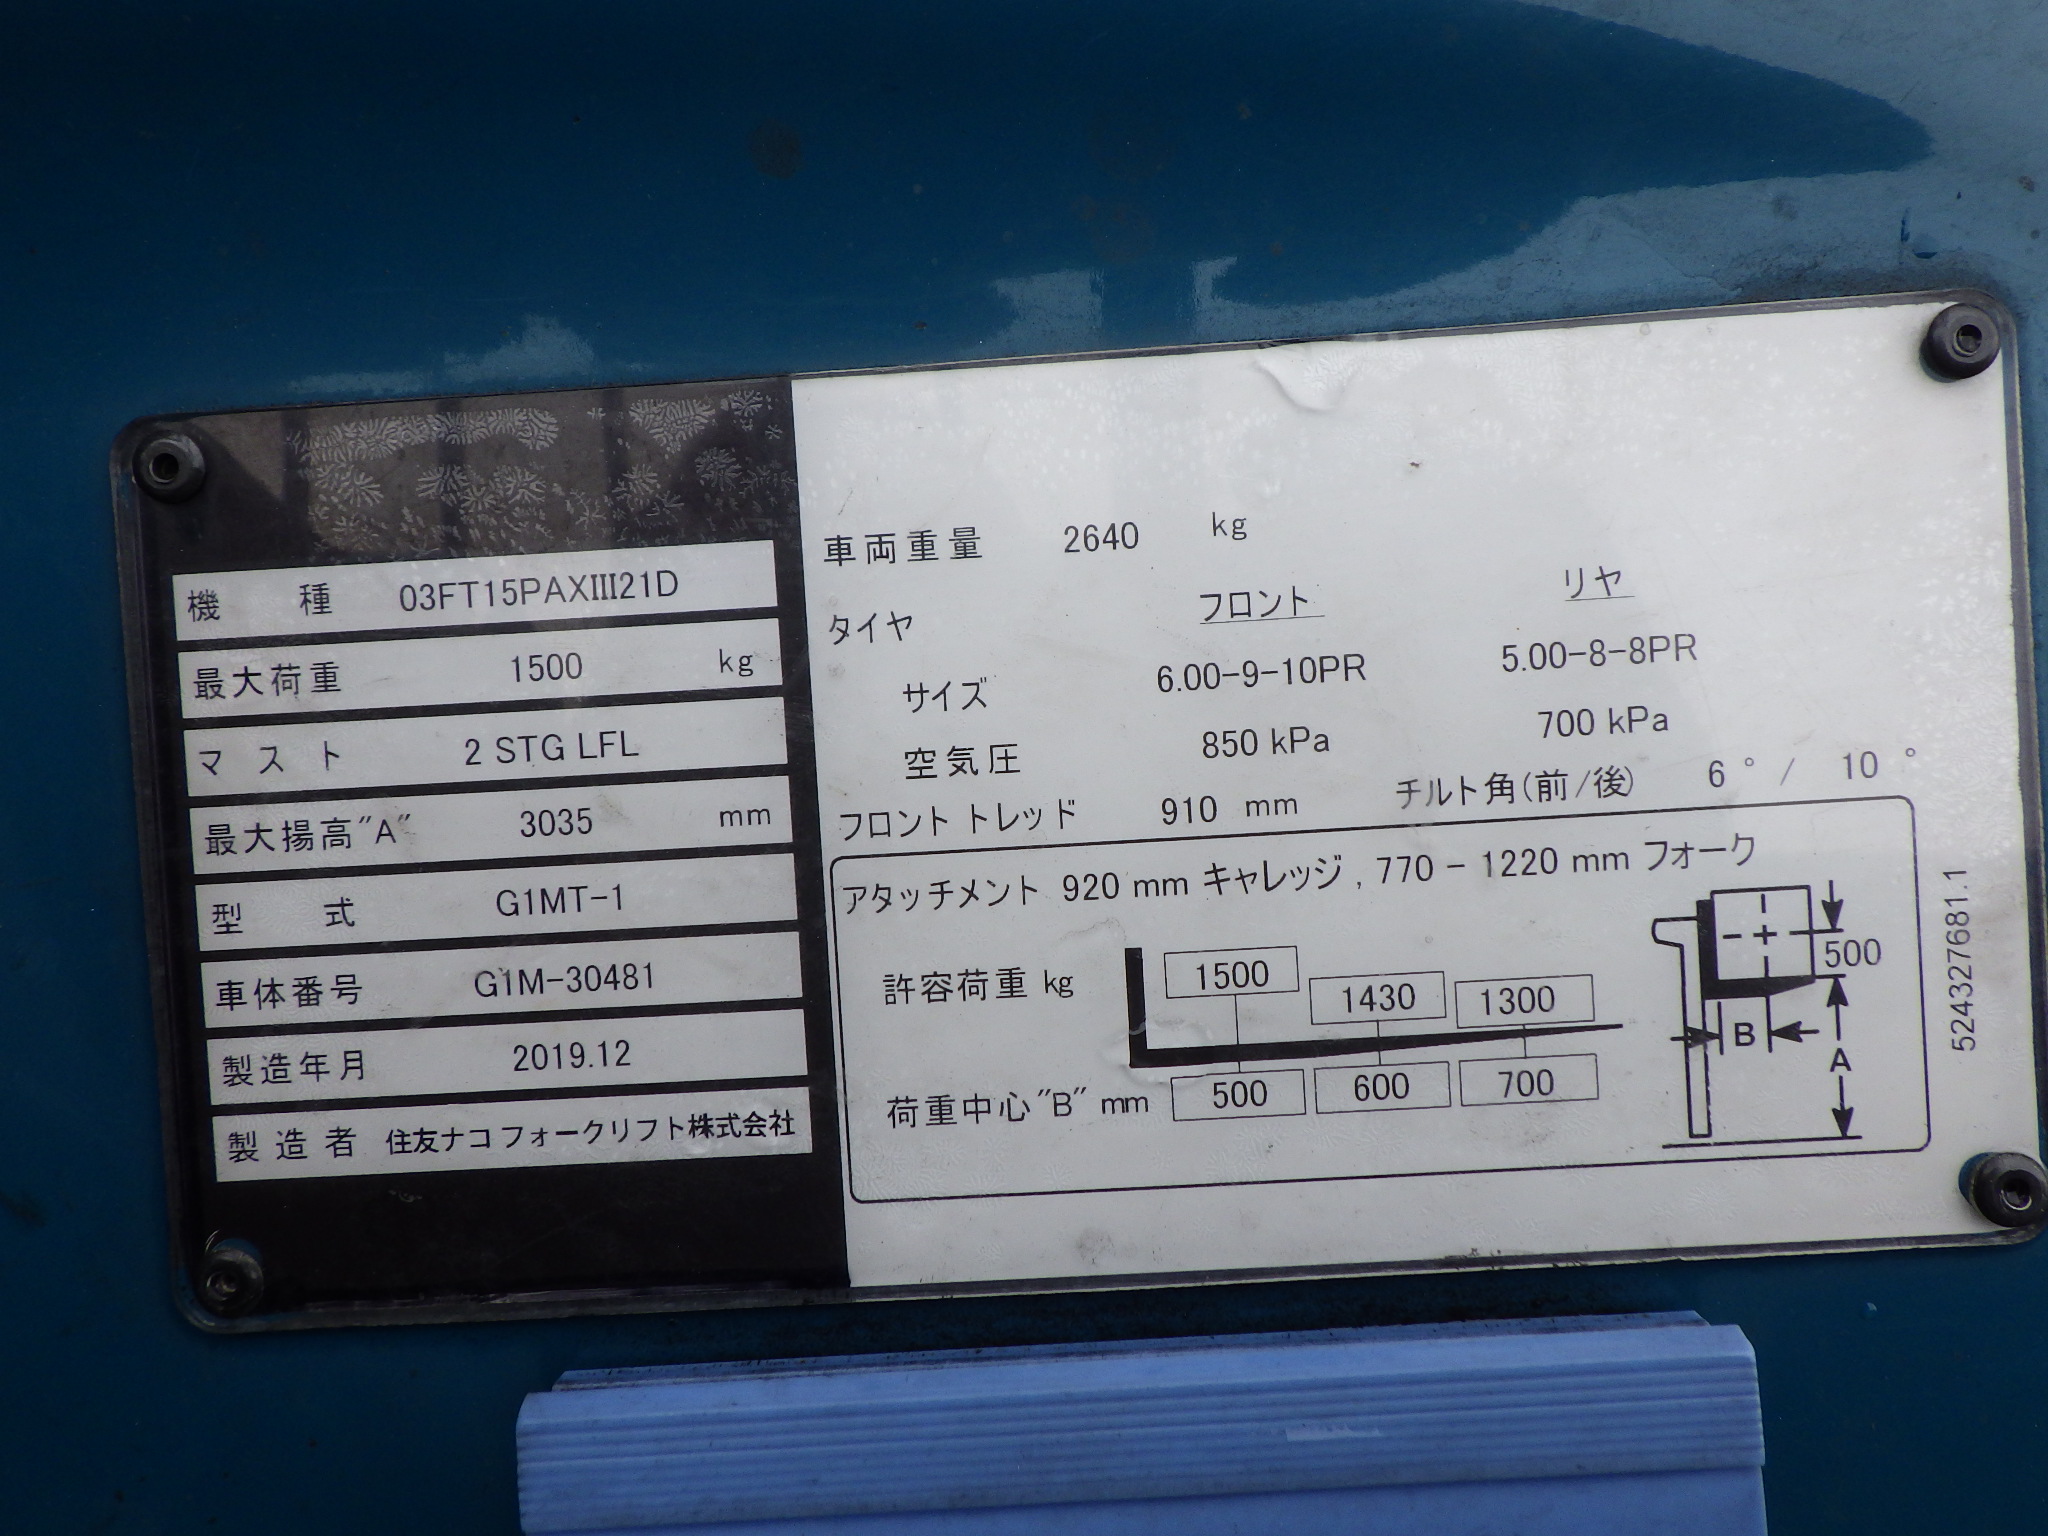 機種 03FT15PAXIII21D
最大荷重 1500 kg
マスト 2 STG LFL
最大揚高"A" 3035 mm
型式 G1MT-1
車体番号 G1M-30481
製造年月 2019.12
製造者 住友ナコ フォークリフト株式会社
車両重量 2640 kg
タイヤ フロント リヤ
サイズ 6.00-9-10PR 5.00-8-8PR
空気圧 850 kPa 700 kPa
フロント トレッド 910 mm チルト角(前/後) 6°/ 10°
アタッチメント 920 mm キャレッジ, 770 - 1220 mm フォーク
許容荷重 kg 1500 1430 1300
荷重中心"B" mm 500 600 700
500
B
A
524327681.1